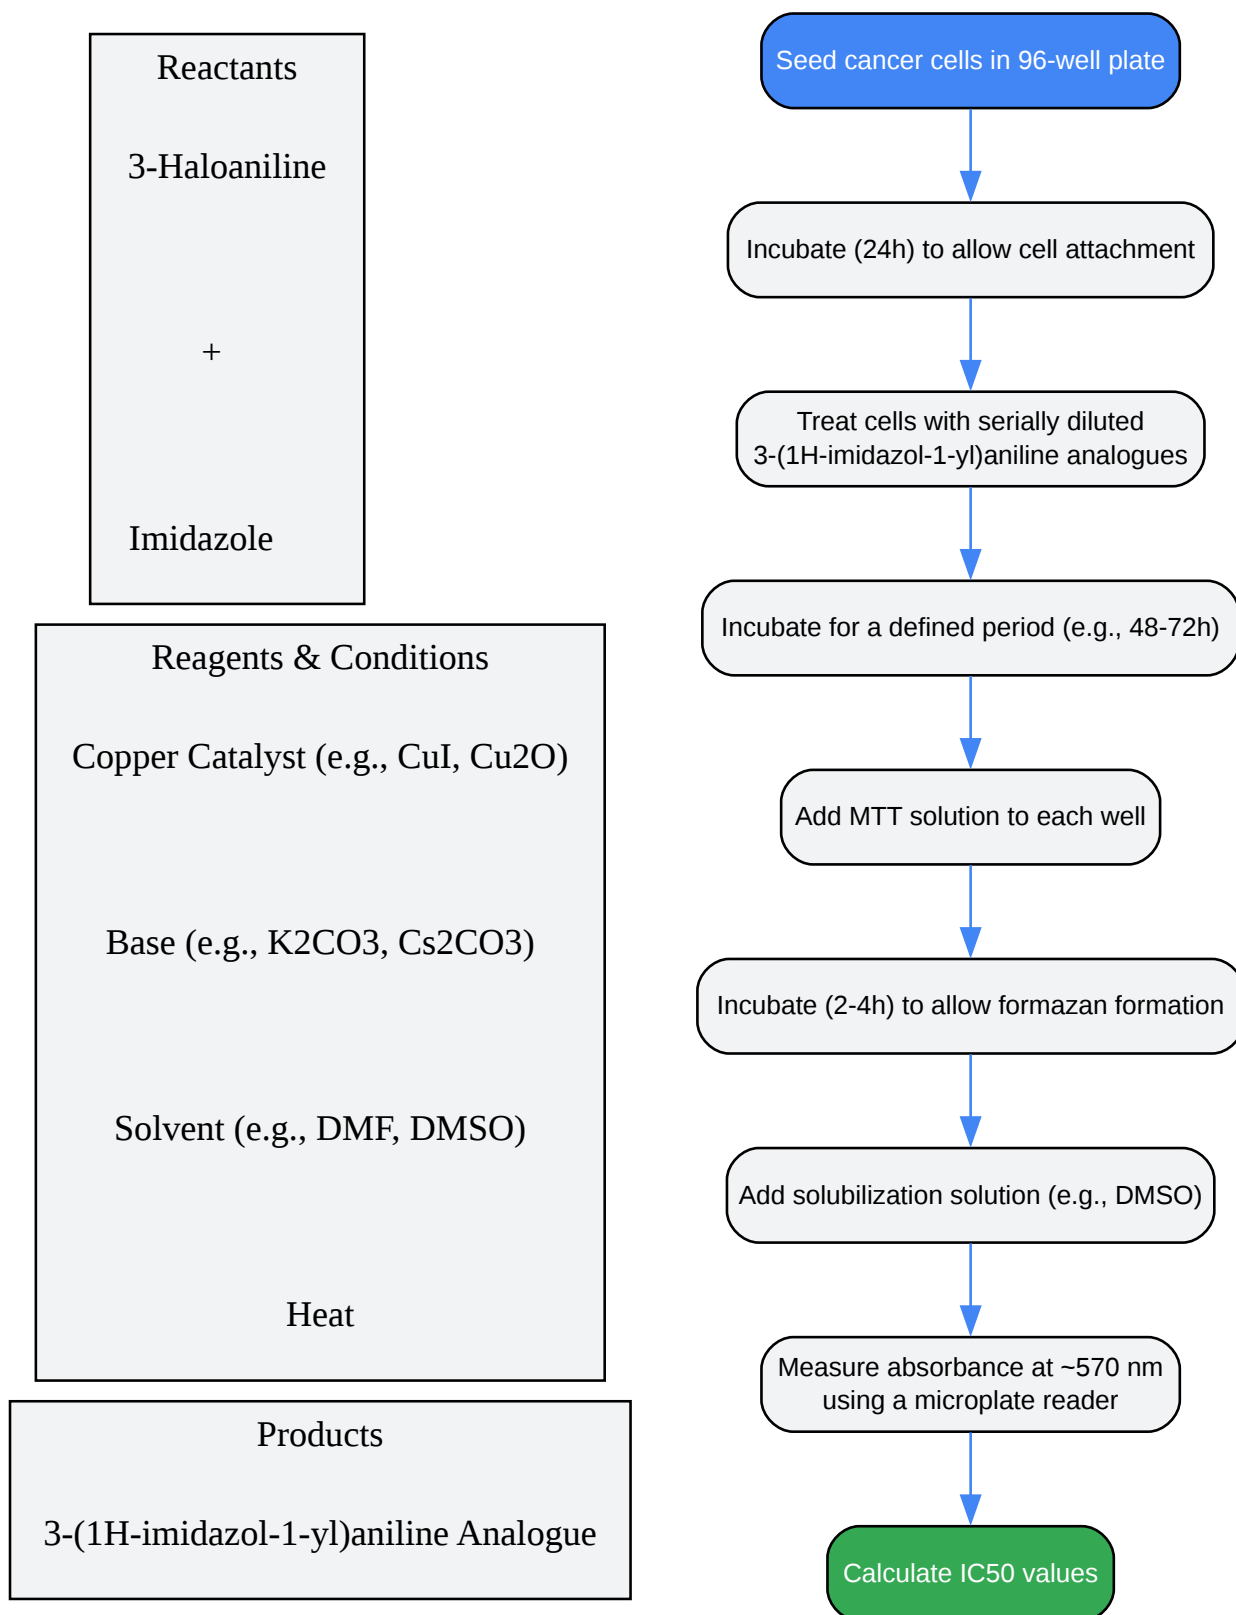 Reactants
3-Haloaniline
+
Imidazole
Reagents & Conditions
Copper Catalyst (e.g., CuI, Cu2O)
Base (e.g., K2CO3, Cs2CO3)
Solvent (e.g., DMF, DMSO)
Heat
Products
3-(1H-imidazol-1-yl)aniline Analogue
Seed cancer cells in 96-well plate
Incubate (24h) to allow cell attachment
Treat cells with serially diluted
3-(1H-imidazol-1-yl)aniline analogues
Incubate for a defined period (e.g., 48-72h)
Add MTT solution to each well
Incubate (2-4h) to allow formazan formation
Add solubilization solution (e.g., DMSO)
Measure absorbance at ~570 nm
using a microplate reader
Calculate IC50 values